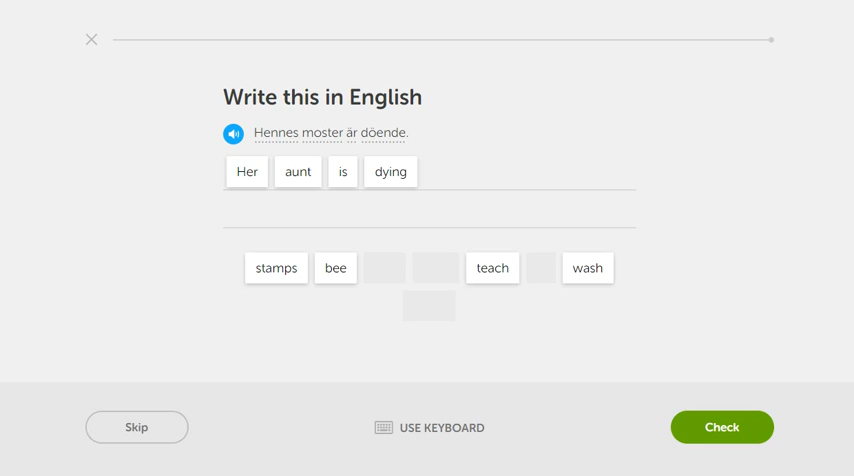 Write this in English
Hennes moster är döende.
Her aunt is dying
stamps bee teach wash
Skip USE KEYBOARD Check